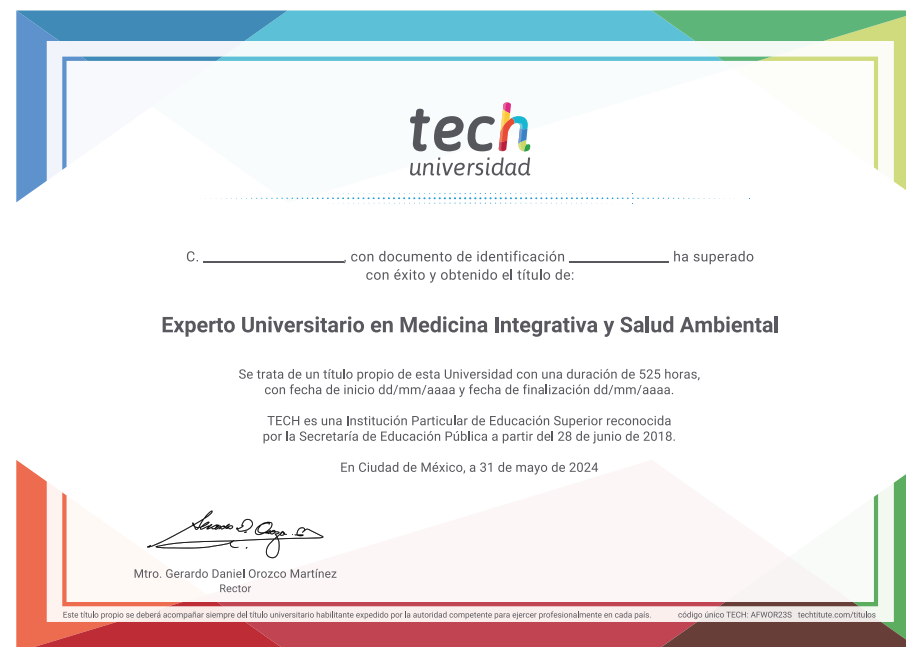 tech
universidad
C. ____________, con documento de identificación ____________ ha superado
con éxito y obtenido el título de:
Experto Universitario en Medicina Integrativa y Salud Ambiental
Se trata de un título propio de esta Universidad con una duración de 525 horas,
con fecha de inicio dd/mm/aaaa y fecha de finalización dd/mm/aaaa.
TECH es una Institución Particular de Educación Superior reconocida
por la Secretaría de Educación Pública a partir del 28 de junio de 2018.
En Ciudad de México, a 31 de mayo de 2024
Mtro. Gerardo Daniel Orozco Martínez
Rector
Este título propio se deberá acompañar siempre del título universitario habilitante expedido por la autoridad competente para ejercer profesionalmente en cada país. código único TECH: AFWOR23S techtitute.com/titulos